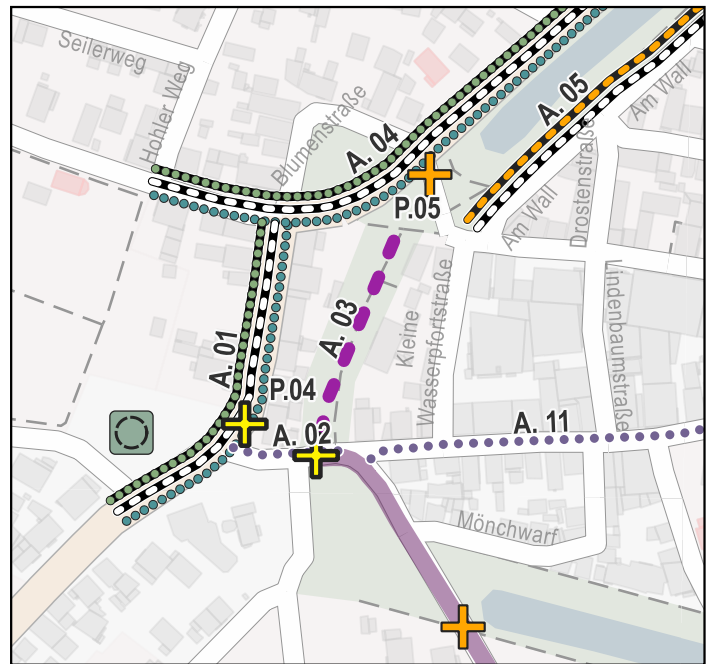 Seilerweg
Hohler Weg
Blumenstraße
A. 04
A. 05
Am Wall
P.05
Am Wall
Drostenstraße
A. 01
A. 03
Kleine
Wasserpfortstraße
Lindenbaumstraße
P.04
A. 02
A. 11
Mönchwarf